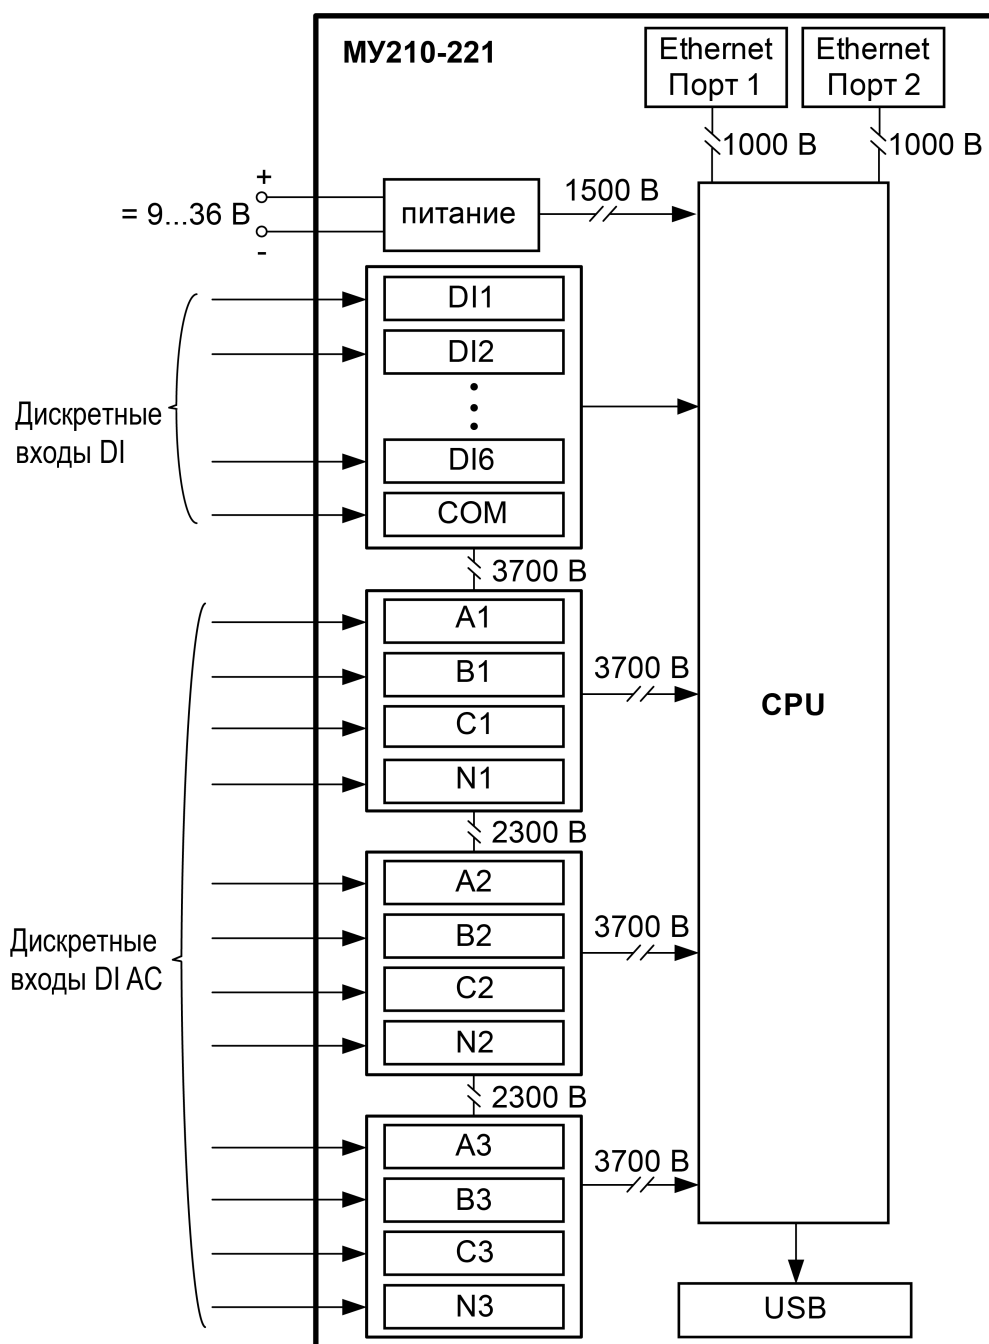 МУ210-221
Ethernet
Порт 1
Ethernet
Порт 2
1000 В
1000 В
= 9...36 В
+
-
питание
1500 В
Дискретные
входы DI
DI1
DI2
DI6
COM
3700 В
Дискретные
входы DI AC
A1
B1
C1
N1
3700 В
CPU
2300 В
A2
B2
C2
N2
3700 В
2300 В
A3
B3
C3
N3
3700 В
USB